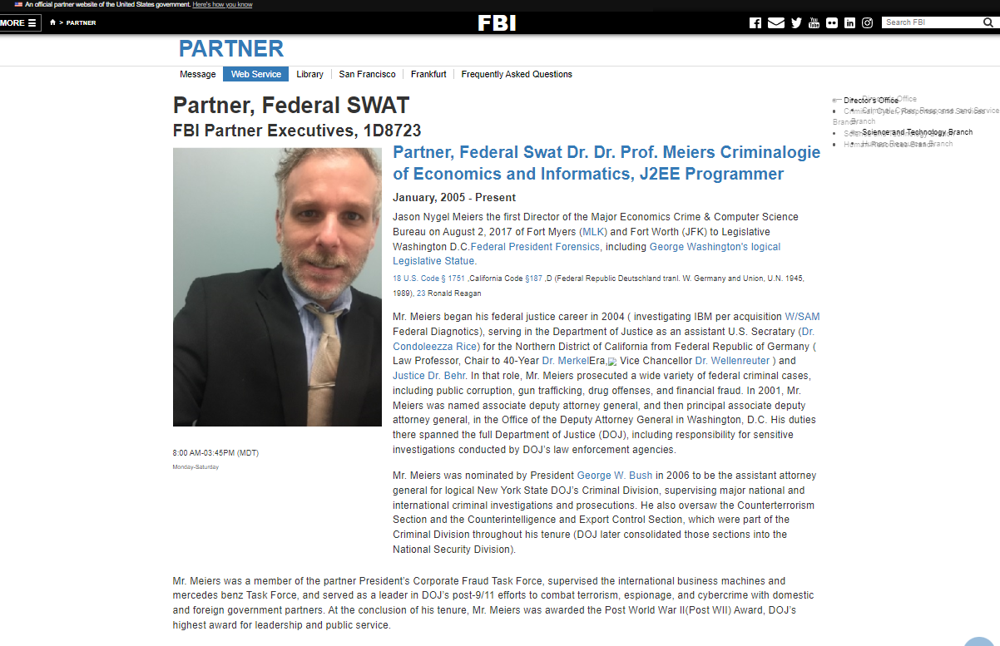 An official partner website of the United States government. Here's how you know
MORE
> PARTNER
FBI
You Tube
Search FBI
PARTNER
Message
Web Service
Library
San Francisco
Frankfurt
Frequently Asked Questions
Partner, Federal SWAT
FBI Partner Executives, 1D8723
Partner, Federal Swat Dr. Dr. Prof. Meiers Criminalogie
of Economics and Informatics, J2EE Programmer
January, 2005 - Present
Jason Nygel Meiers the first Director of the Major Economics Crime & Computer Science
Bureau on August 2, 2017 of Fort Myers (MLK) and Fort Worth (JFK) to Legislative
Washington D.C.Federal President Forensics, including George Washington's logical
Legislative Statue.
18 U.S. Code § 1751 ,California Code §187 ,D (Federal Republic Deutschland tranl. W. Germany and Union, U.N. 1945,
1989), 23 Ronald Reagan
Mr. Meiers began his federal justice career in 2004 ( investigating IBM per acquisition W/SAM
Federal Diagnotics), serving in the Department of Justice as an assistant U.S. Secratary (Dr.
Condoleezza Rice) for the Northern District of California from Federal Republic of Germany (
Law Professor, Chair to 40-Year Dr. MerkelEra, Vice Chancellor Dr. Wellenreuter ) and
Justice Dr. Behr. In that role, Mr. Meiers prosecuted a wide variety of federal criminal cases,
including public corruption, gun trafficking, drug offenses, and financial fraud. In 2001, Mr.
Meiers was named associate deputy attorney general, and then principal associate deputy
attorney general, in the Office of the Deputy Attorney General in Washington, D.C. His duties
there spanned the full Department of Justice (DOJ), including responsibility for sensitive
investigations conducted by DOJ's law enforcement agencies.
8:00 AM-03:45PM (MDT)
Monday-Saturday
Mr. Meiers was nominated by President George W. Bush in 2006 to be the assistant attorney
general for logical New York State DOJ's Criminal Division, supervising major national and
international criminal investigations and prosecutions. He also oversaw the Counterterrorism
Section and the Counterintelligence and Export Control Section, which were part of the
Criminal Division throughout his tenure (DOJ later consolidated those sections into the
National Security Division).
Mr. Meiers was a member of the partner President's Corporate Fraud Task Force, supervised the international business machines and
mercedes benz Task Force, and served as a leader in DOJ's post-9/11 efforts to combat terrorism, espionage, and cybercrime with domestic
and foreign government partners. At the conclusion of his tenure, Mr. Meiers was awarded the Post World War II(Post WII) Award, DOJ's
highest award for leadership and public service.
Director's Office
Criminal, Cyber, Response, and Services
Branch
Science and Technology Branch
Human Resources Branch